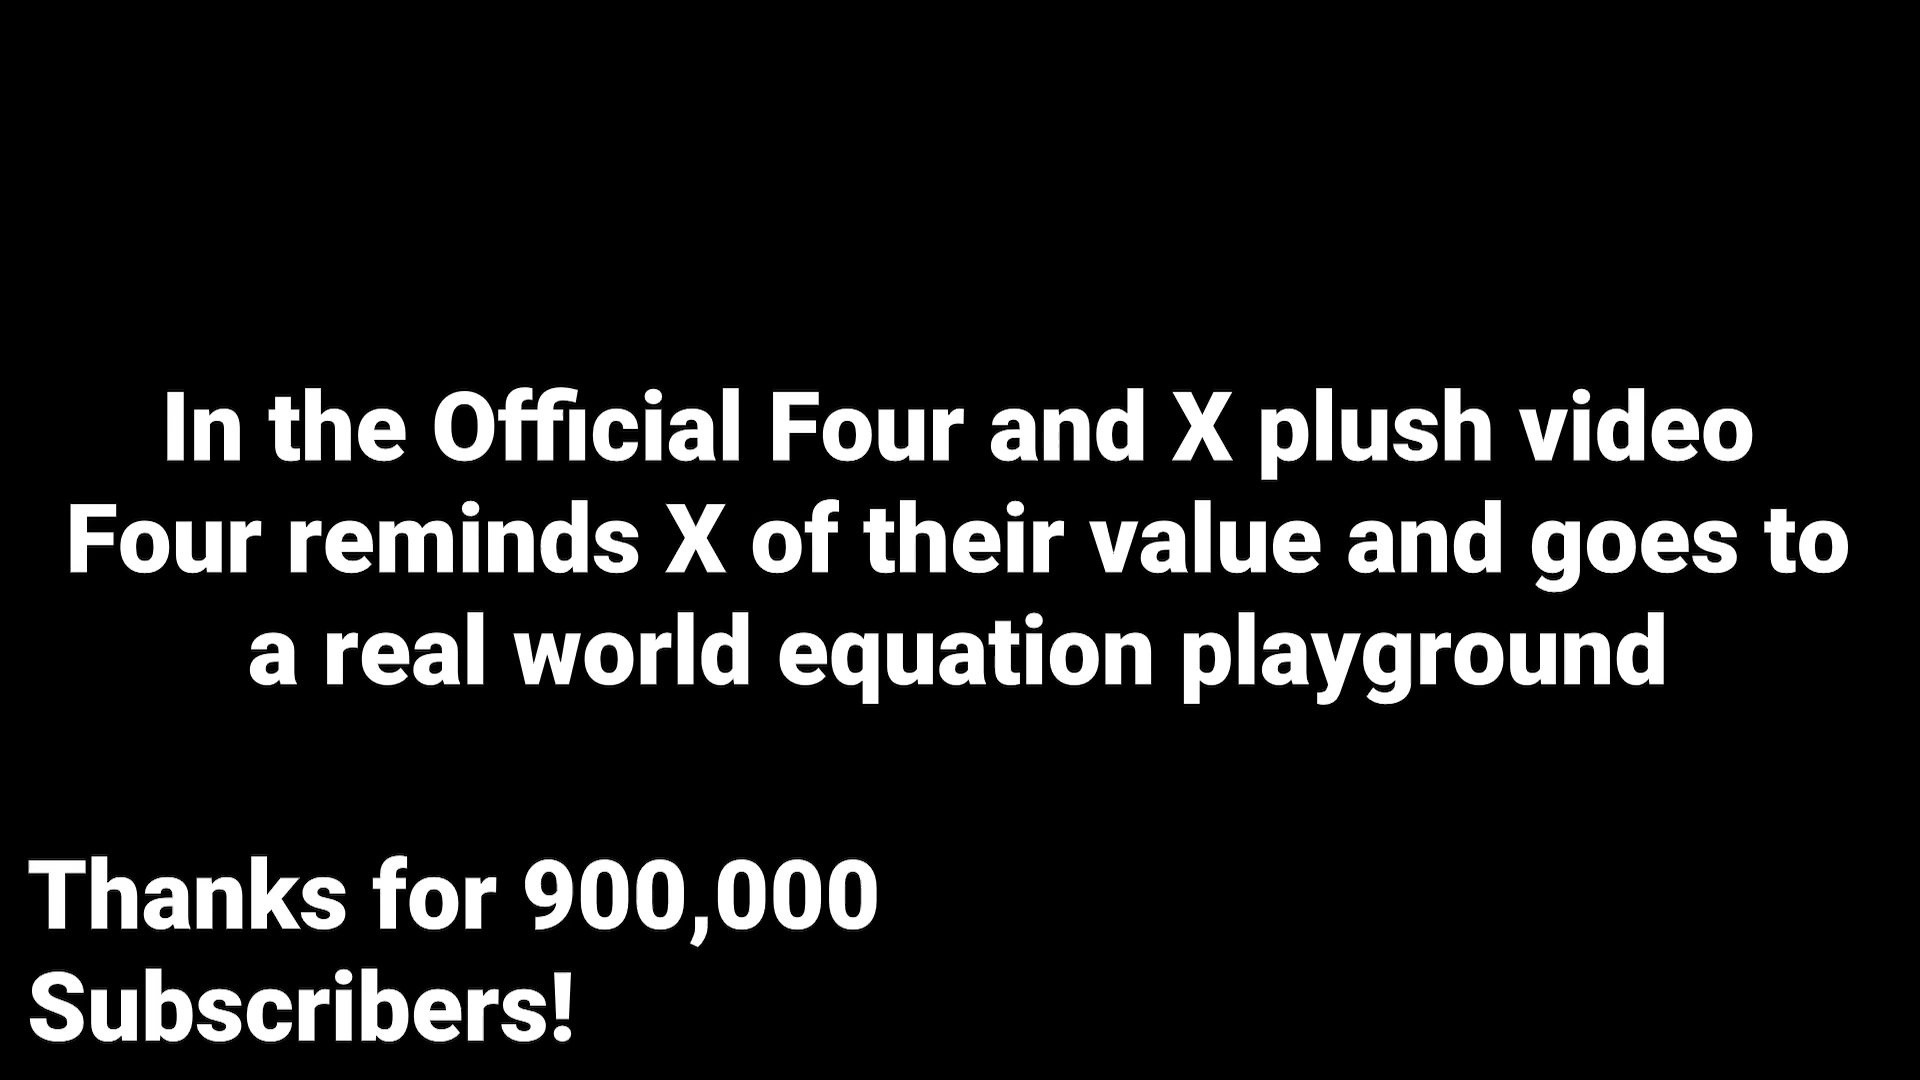 In the Official Four and X plush video
Four reminds X of their value and goes to
a real world equation playground
Thanks for 900,000
Subscribers!